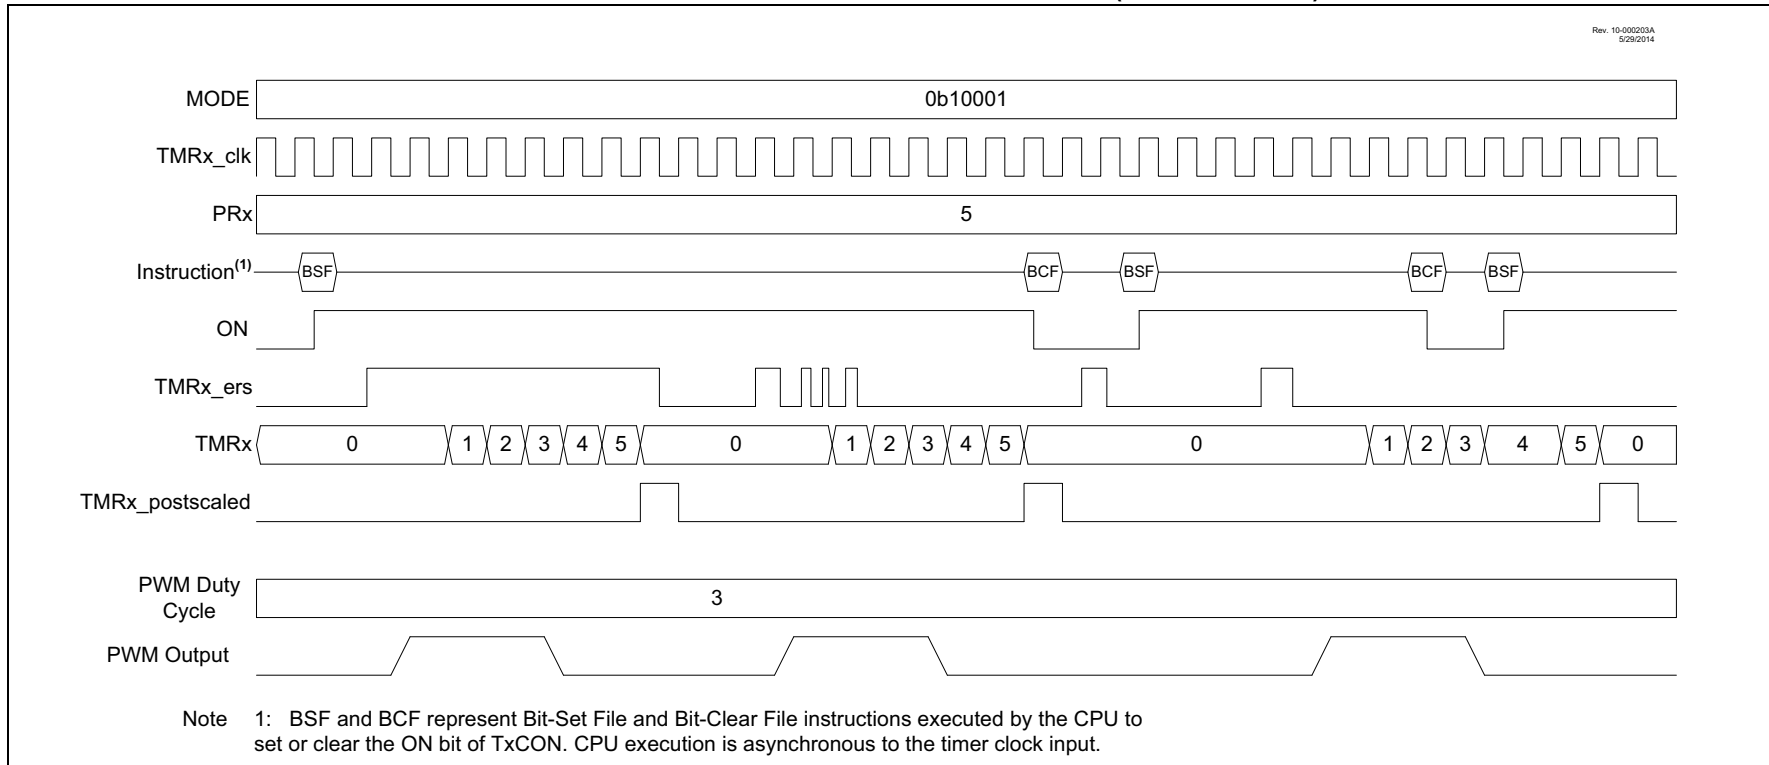 Rev. 10-000203A
5/29/2014
MODE 0b10001
TMRx_clk
PRx 5
Instruction(1) BSF BCF BSF BCF BSF
ON
TMRx_ers
TMRx 0 1 2 3 4 5 0 1 2 3 4 5 0 1 2 3 4 5 0
TMRx_postscaled
PWM Duty
Cycle 3
PWM Output
Note 1: BSF and BCF represent Bit-Set File and Bit-Clear File instructions executed by the CPU to
set or clear the ON bit of TxCON. CPU execution is asynchronous to the timer clock input.